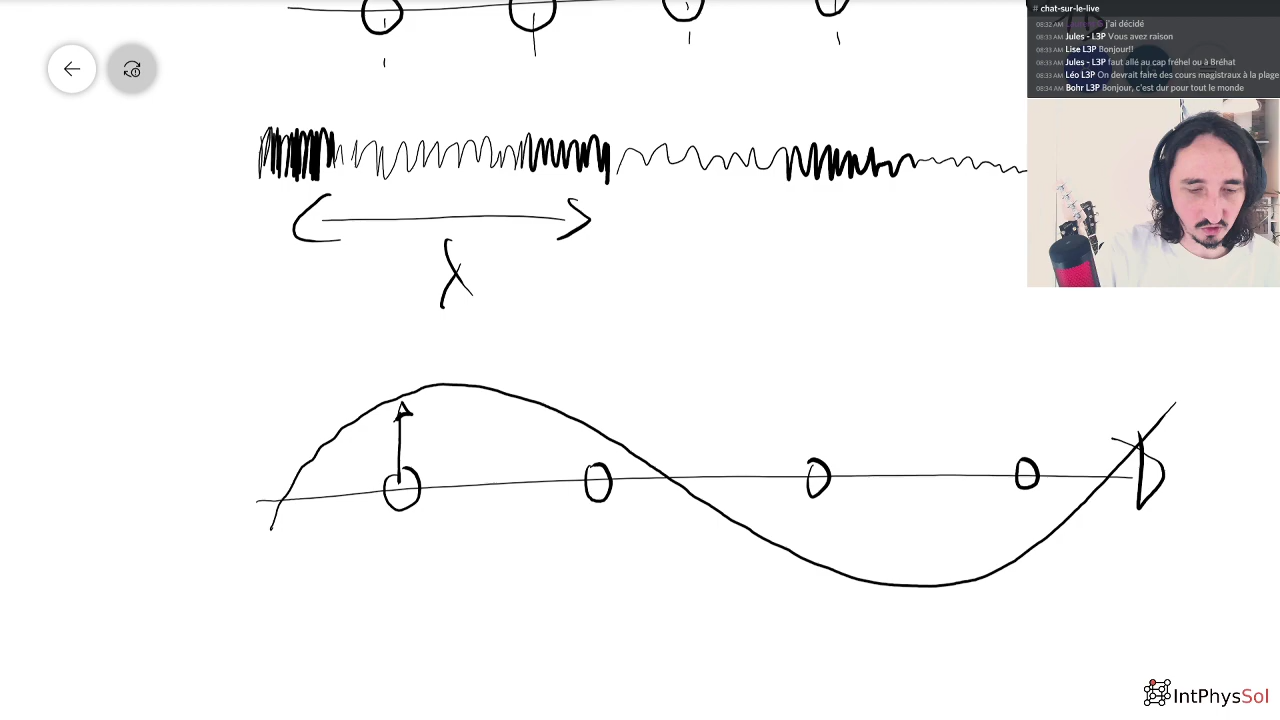 # chat-sur-le-live
08:32 AM j'ai décidé
08:33 AM Jules - L3P Vous avez raison
08:33 AM Lise L3P Bonjour!!
08:33 AM Jules - L3P faut allé au cap fréhel ou à Bréhat
08:33 AM Léo L3P On devrait faire des cours magistraux à la plage
08:34 AM Bohr L3P Bonjour, c'est dur pour tout le monde
λ
IntPhysSol